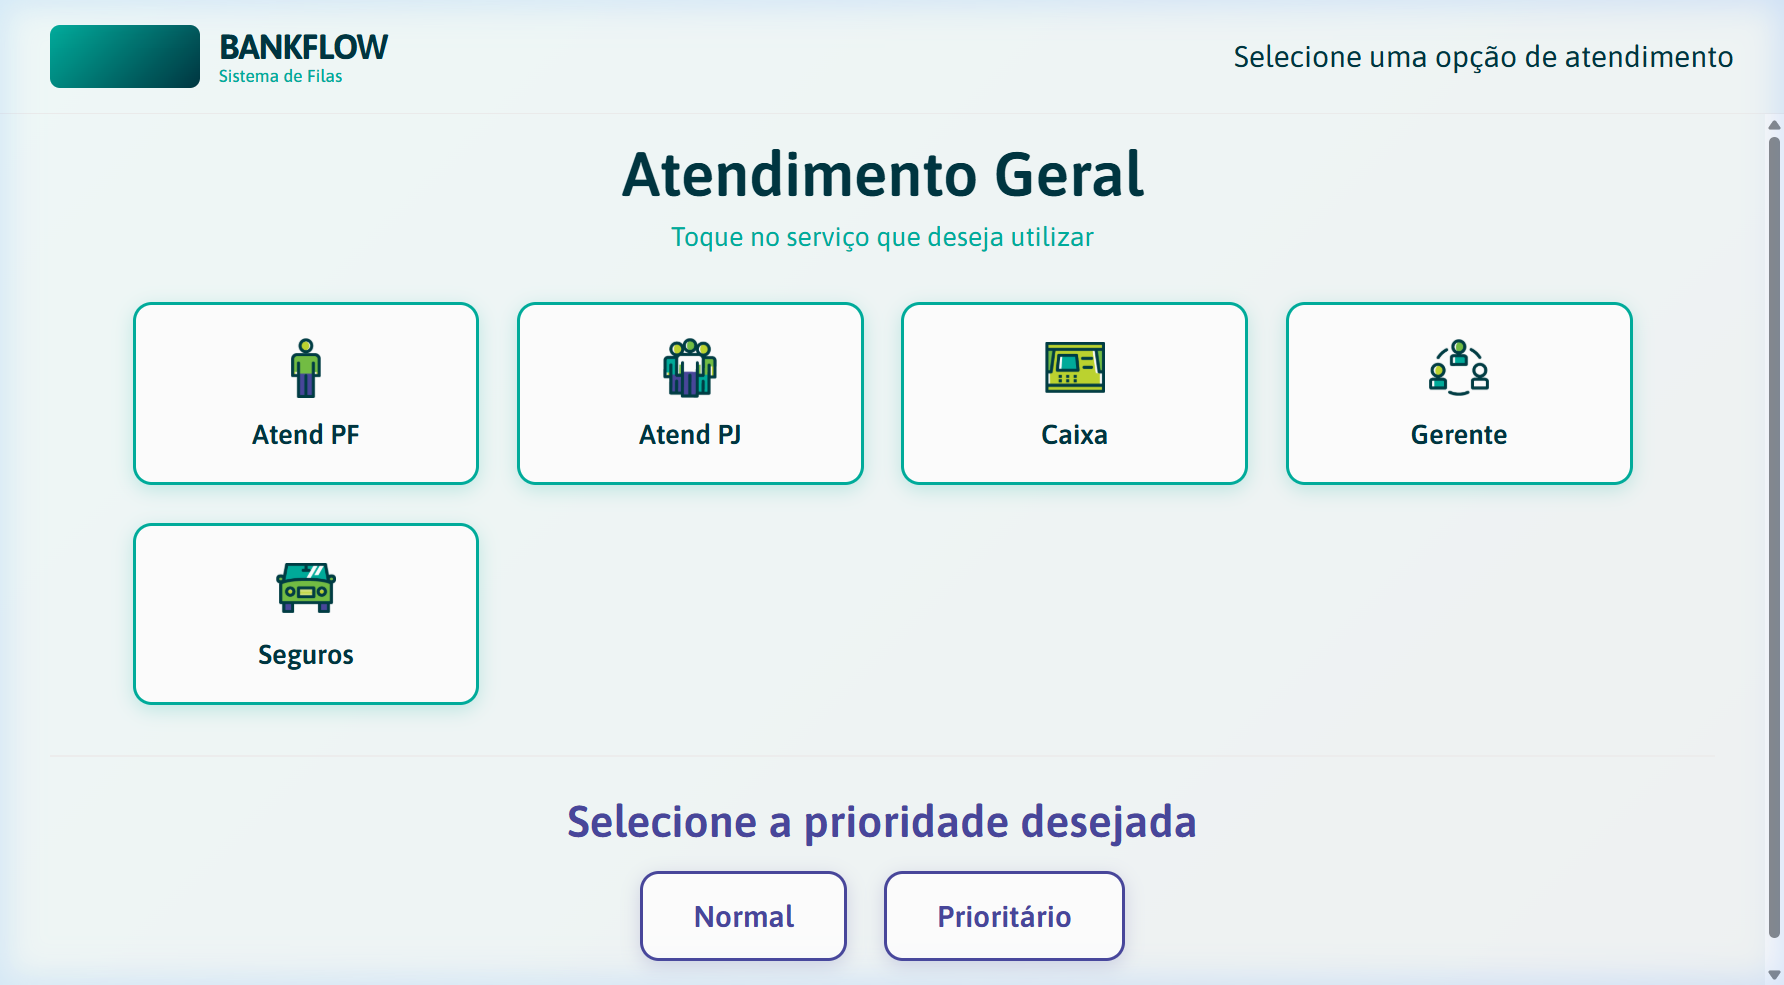 BANKFLOW
Sistema de Filas
Selecione uma opção de atendimento
Atendimento Geral
Toque no serviço que deseja utilizar
Atend PF
Atend PJ
Caixa
Gerente
Seguros
Selecione a prioridade desejada
Normal
Prioritário